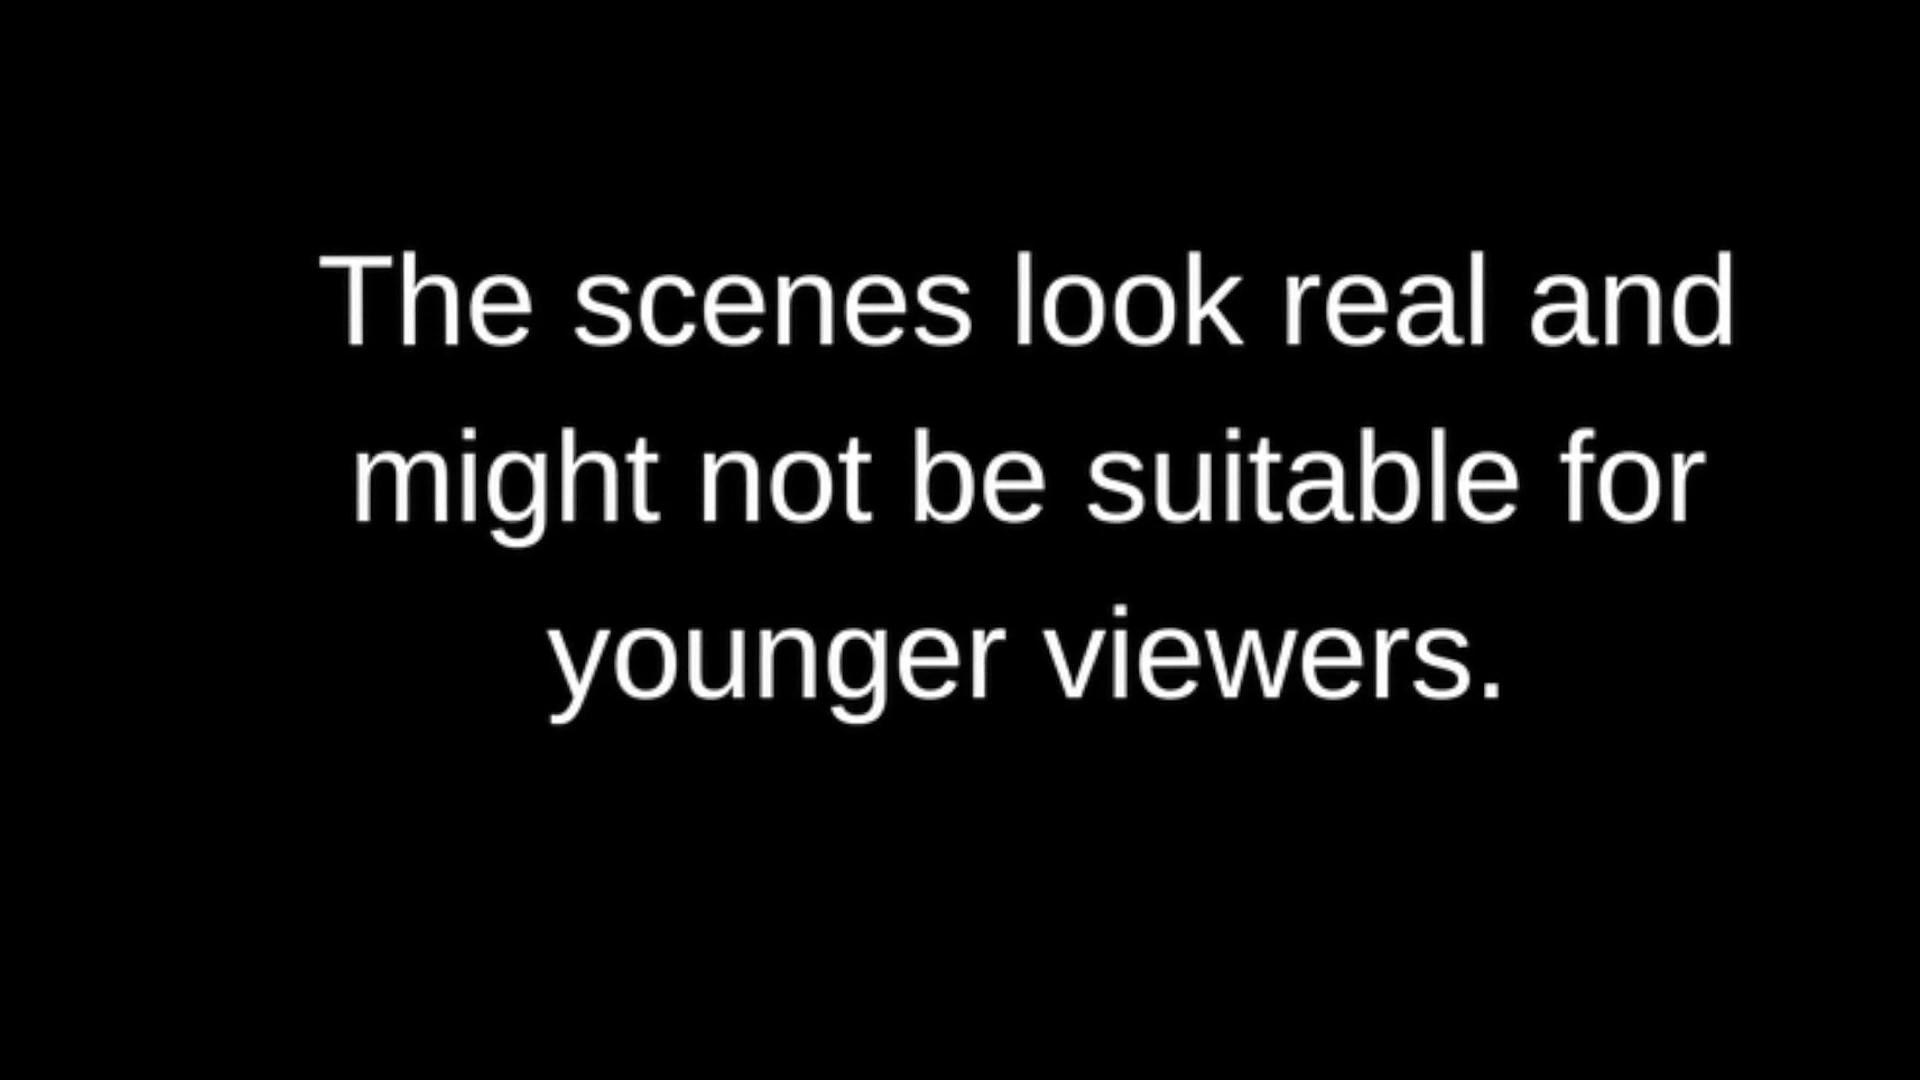 The scenes look real and
might not be suitable for
younger viewers.